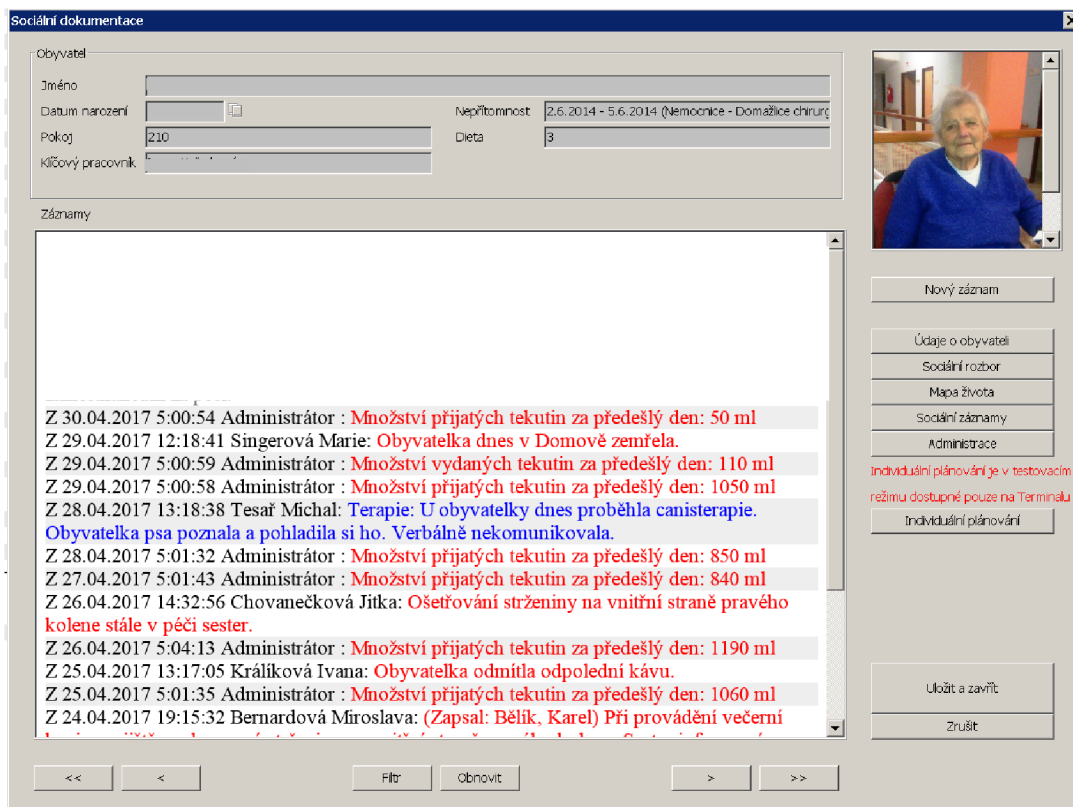 Sociální dokumentace
Obyvatel
Jméno
Datum narození
Nepřítomnost 2.6.2014 - 5.6.2014 (Nemocnice - Domažlice chirurg
Pokoj 210
Dieta 3
Klíčový pracovník
Záznamy
Z 30.04.2017 5:00:54 Administrátor : Množství přijatých tekutin za předešlý den: 50 ml
Z 29.04.2017 12:18:41 Singerová Marie: Obyvatelka dnes v Domově zemřela.
Z 29.04.2017 5:00:59 Administrátor : Množství vydaných tekutin za předešlý den: 110 ml
Z 29.04.2017 5:00:58 Administrátor : Množství přijatých tekutin za předešlý den: 1050 ml
Z 28.04.2017 13:18:38 Tesař Michal: Terapie: U obyvatelky dnes proběhla canisterapie.
Obyvatelka psa poznala a pohladila si ho. Verbálně nekomunikovala.
Z 28.04.2017 5:01:32 Administrátor : Množství přijatých tekutin za předešlý den: 850 ml
Z 27.04.2017 5:01:43 Administrátor : Množství přijatých tekutin za předešlý den: 840 ml
Z 26.04.2017 14:32:56 Chovanečková Jitka: Ošetřování strženiny na vnitřní straně pravého
kolene stále v péči sester.
Z 26.04.2017 5:04:13 Administrátor : Množství přijatých tekutin za předešlý den: 1190 ml
Z 25.04.2017 13:17:05 Králíková Ivana: Obyvatelka odmítla odpolední kávu.
Z 25.04.2017 5:01:35 Administrátor : Množství přijatých tekutin za předešlý den: 1060 ml
Z 24.04.2017 19:15:32 Bernardová Miroslava: (Zapsal: Bělík, Karel) Při provádění večerní
Nový záznam
Údaje o obyvateli
Sociální rozbor
Mapa života
Sociální záznamy
Administrace
Individuální plánování je v testovacím
režimu dostupné pouze na Terminalu
Individuální plánování
Uložit a zavřít
Zrušit
<<
<
Filtr
Obnovit
>
>>